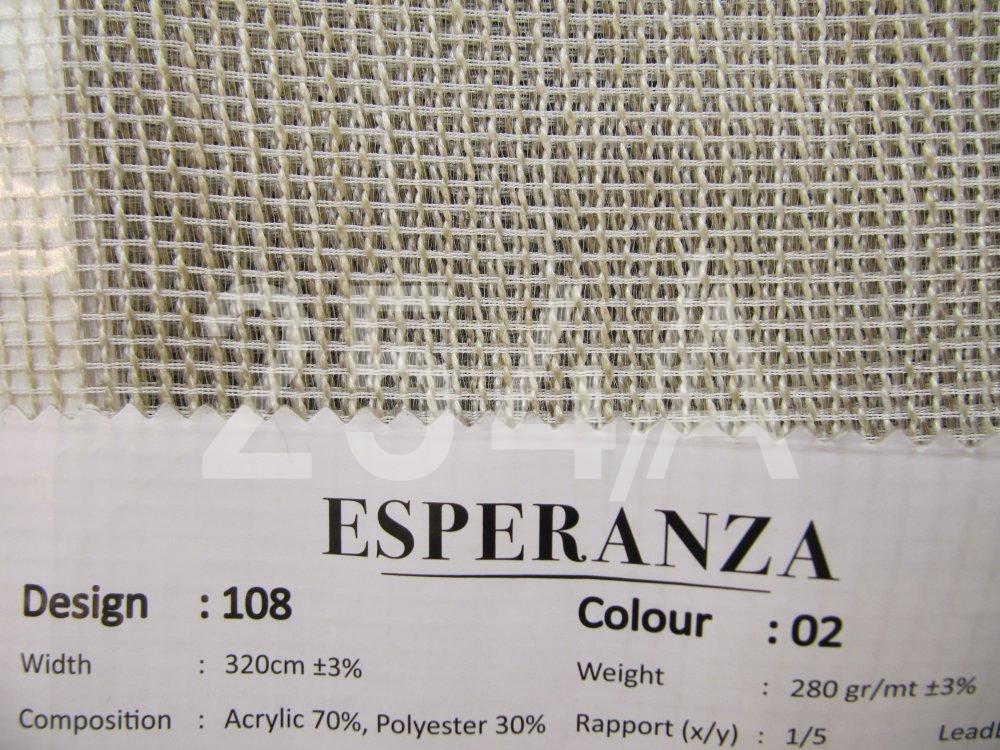 254/A
ESPERANZA
Design : 108 Colour : 02
Width : 320cm ±3% Weight : 280 gr/mt ±3%
Composition : Acrylic 70%, Polyester 30% Rapport (x/y) : 1/5